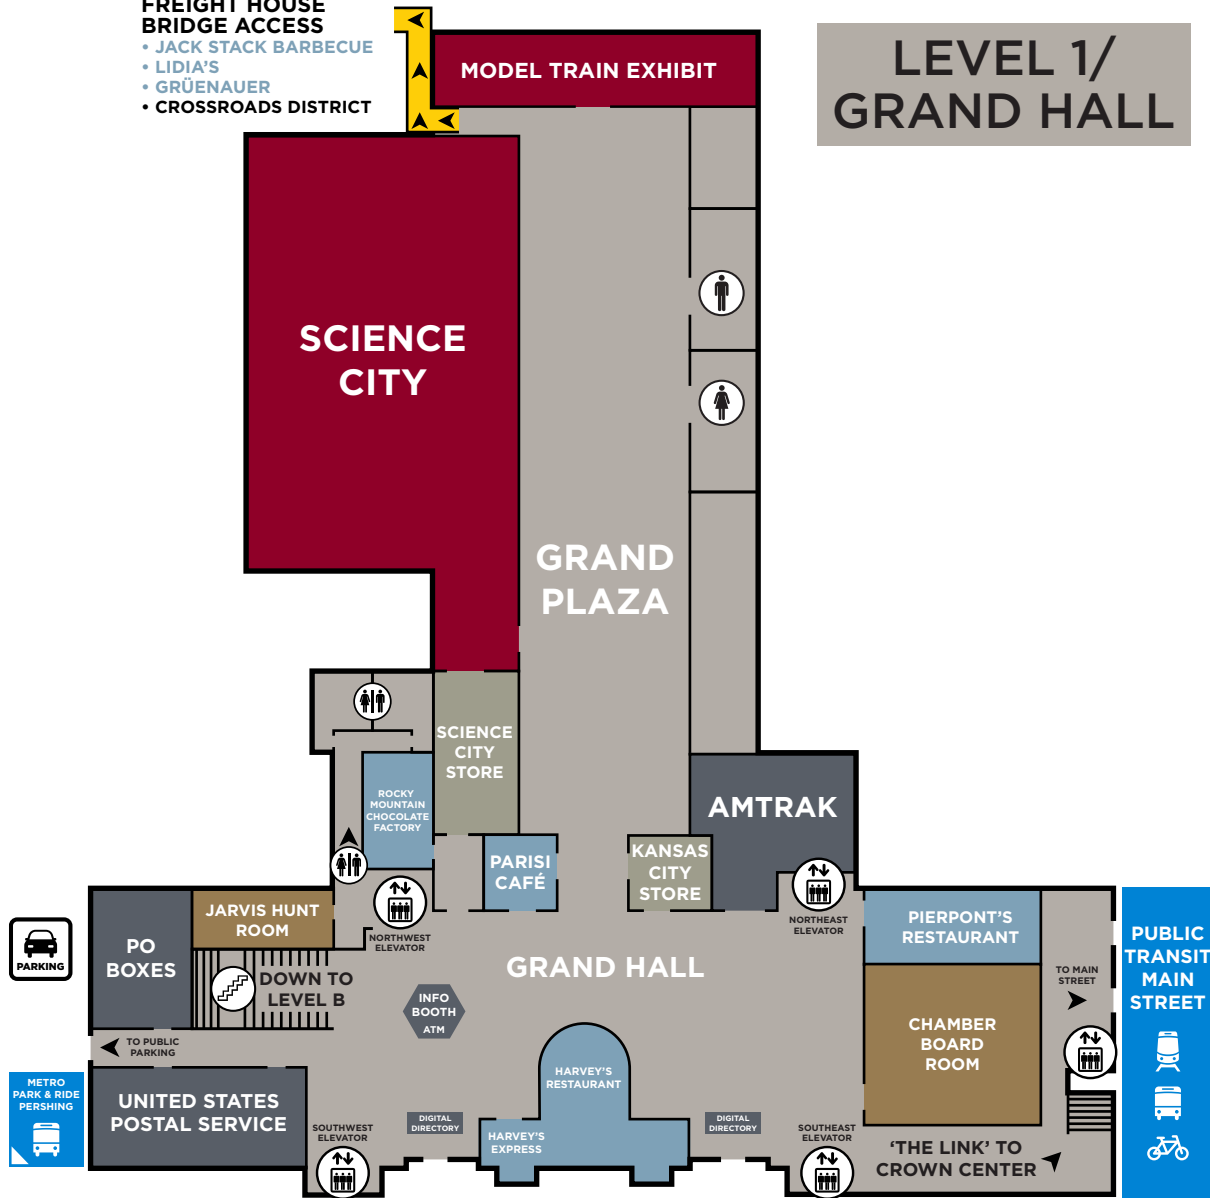 FREIGHT HOUSE
BRIDGE ACCESS
• JACK STACK BARBECUE
• LIDIA'S
• GRÜENAUER
• CROSSROADS DISTRICT
LEVEL 1/
GRAND HALL
MODEL TRAIN EXHIBIT
SCIENCE
CITY
GRAND
PLAZA
SCIENCE
CITY
STORE
ROCKY
MOUNTAIN
CHOCOLATE
FACTORY
PARISI
CAFÉ
KANSAS
CITY
STORE
AMTRAK
JARVIS HUNT
ROOM
PO
BOXES
PARKING
NORTHWEST
ELEVATOR
NORTHEAST
ELEVATOR
PIERPONT'S
RESTAURANT
PUBLIC
TRANSIT
MAIN
STREET
DOWN TO
LEVEL B
GRAND HALL
TO MAIN
STREET
INFO
BOOTH
ATM
CHAMBER
BOARD
ROOM
TO PUBLIC
PARKING
METRO
PARK & RIDE
PERSHING
UNITED STATES
POSTAL SERVICE
HARVEY'S
RESTAURANT
SOUTHWEST
ELEVATOR
DIGITAL
DIRECTORY
HARVEY'S
EXPRESS
DIGITAL
DIRECTORY
SOUTHEAST
ELEVATOR
‘THE LINK’ TO
CROWN CENTER